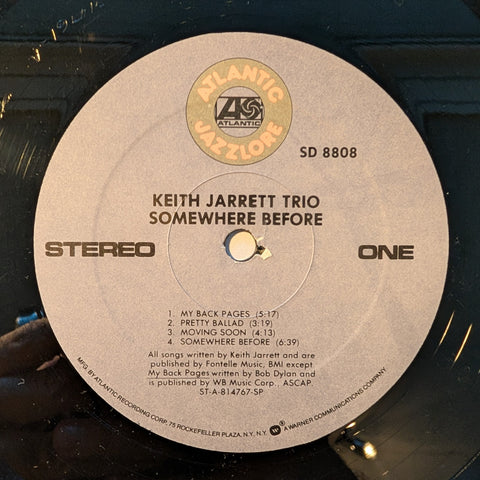 ATLANTIC
ATLANTIC
JAZZLORE
SD 8808
KEITH JARRETT TRIO
SOMEWHERE BEFORE
STEREO
ONE
1. MY BACK PAGES (5:17)
2. PRETTY BALLAD (3:19)
3. MOVING SOON (4:13)
4. SOMEWHERE BEFORE (6:39)
All songs written by Keith Jarrett and are
published by Fontelle Music, BMI except.
My Back Pages written by Bob Dylan and
is published by WB Music Corp., ASCAP.
ST-A-814767-SP
MFG. BY ATLANTIC RECORDING CORP. 75 ROCKEFELLER PLAZA, N.Y. N.Y. A WARNER COMMUNICATIONS COMPANY